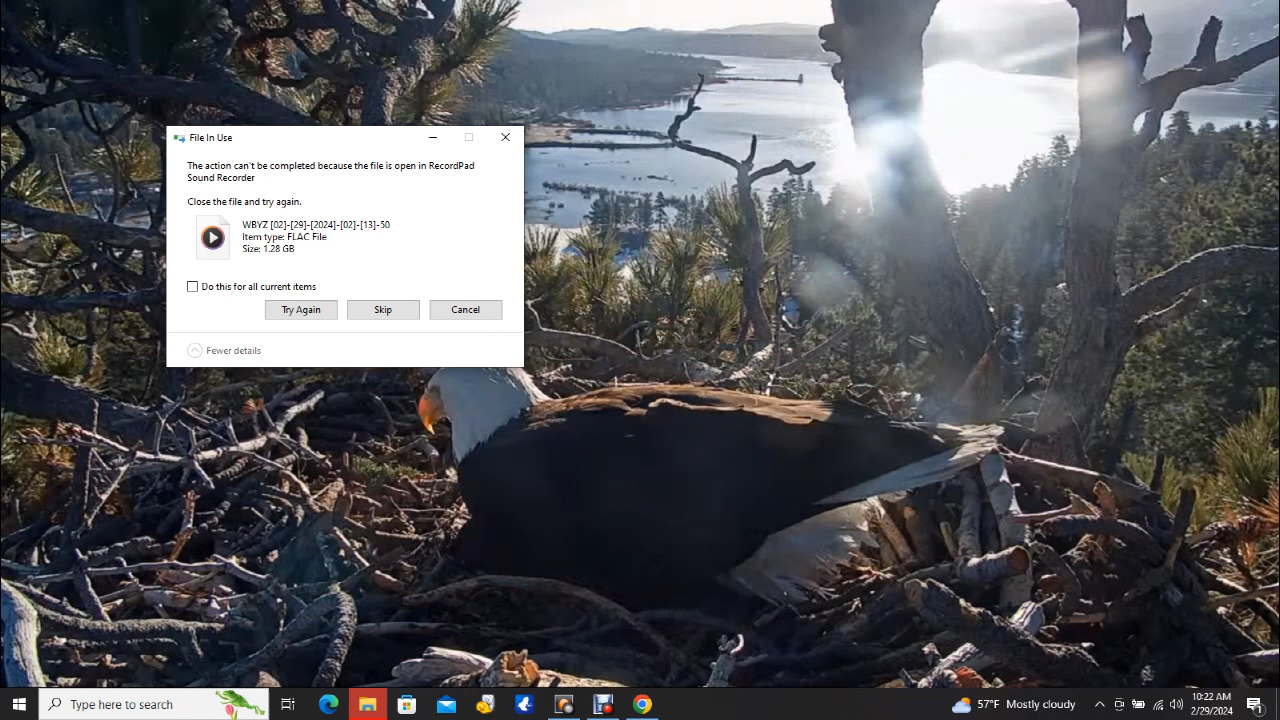 File In Use
The action can't be completed because the file is open in RecordPad
Sound Recorder
Close the file and try again.
WBYZ [02]-[29]-[2024]-[02]-[13]-50
Item type: FLAC File
Size: 1.28 GB
Do this for all current items
Try Again Skip Cancel
Fewer details
Type here to search
57°F Mostly cloudy
10:22 AM
2/29/2024
1